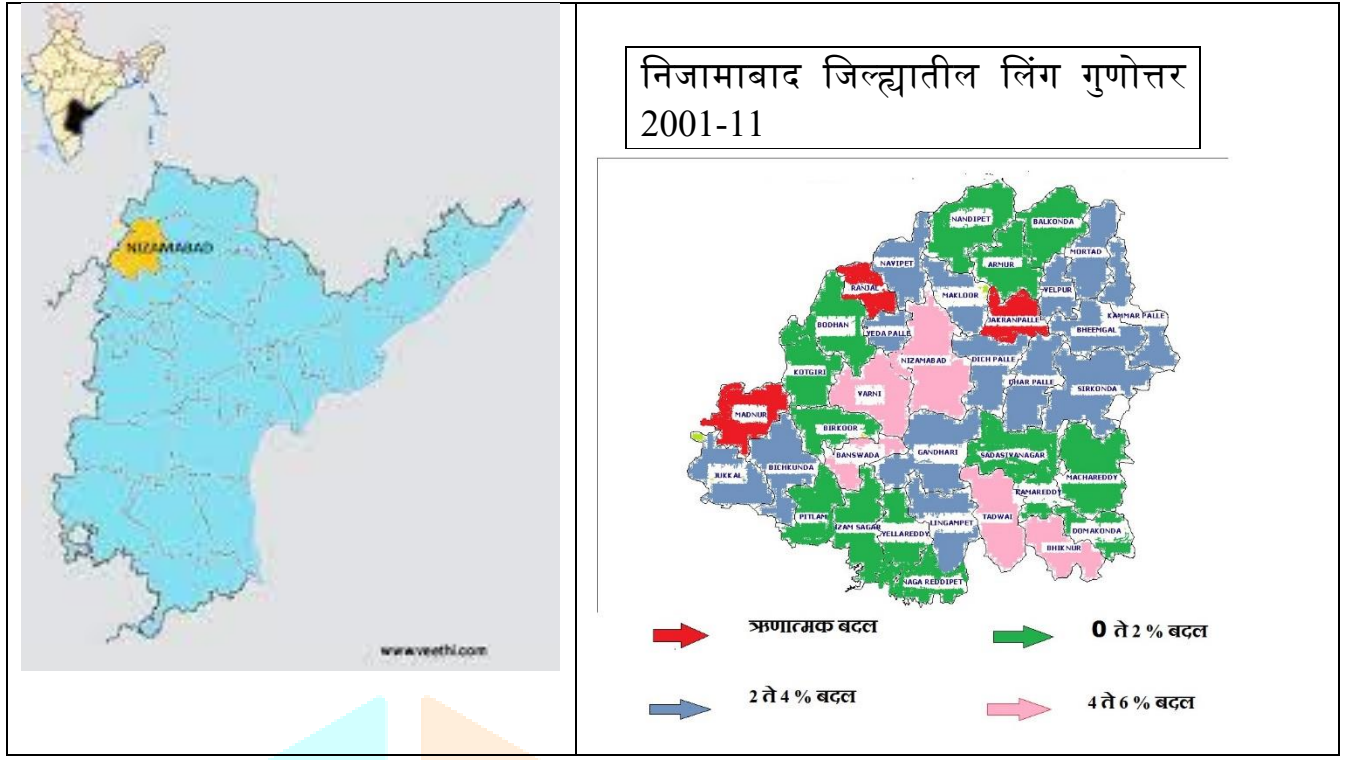 NIZAMABAD
www.veethi.com
निजामाबाद जिल्ह्यातील लिंग गुणोत्तर
2001-11
NANDIPET
BALKONDA
MORTAD
NAVIPET
ARMUR
RANJAL
MAKLOOR
VELPUR
JAKRANPALLE
KAMMAR PALLE
BODHAN
YEDA PALLE
BHEEMGAL
NIZAMABAD
DICH PALLE
KOTGIRI
DHAR PALLE
SIRKONDA
VARNI
MADNUR
BIRKOOR
BANSWADA
GANDHARI
SADASIVANAGAR
JUKKAL
BICHKUNDA
MACHAREDDY
RAMAREDDY
PITLAM
IZAM SAGAR
YELLAREDDY
LINGAMPET
TADWAI
DOMAKONDA
BHIKNUR
NAGA REDDIPET
ऋणात्मक बदल
0 ते 2 % बदल
2 ते 4 % बदल
4 ते 6 % बदल